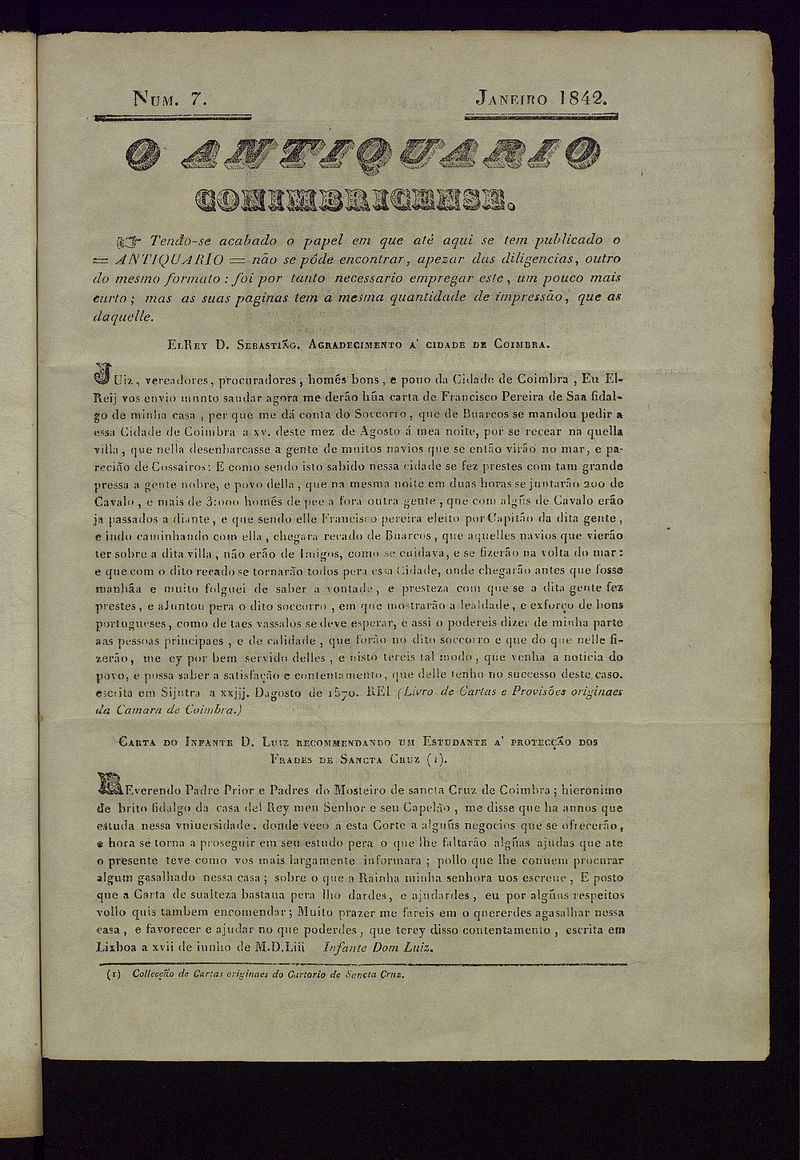 NUM. 7.
JANEIRO 1842.
O ANTIQUARIO
CONIMBRICENSE.
☞ Tendo-se acabado o papel em que até aqui se tem publicado o
= ANTIQUARIO = não se póde encontrar, apezar das diligencias, outro
do mesmo formato : foi por tanto necessario empregar este, um pouco mais
curto ; mas as suas paginas tem a mesma quantidade de impressão, que as
daquelle.
ELREY D. SEBASTIÃO. AGRADECIMENTO A' CIDADE DE COIMBRA.
JUiz, vereadores, procuradores, homẽs bons, e pouo da Cidade de Coimbra, Eu El-
Reij vos envio munto saudar agora me derão hũa carta de Francisco Pereira de Saa fidal-
go de minha casa, per que me dá conta do Soccorro, que de Buarcos se mandou pedir a
essa Cidade de Coimbra a xv. deste mez de Agosto á mea noite, por se recear na quella
villa, que nella desenbarcasse a gente de muitos navios que se então virão no mar, e pa-
recião de Cossairos: E como sendo isto sabido nessa cidade se fez prestes com tam grande
pressa a gente nobre, e povo della, que na mesma noite em duas horas se juntarão 200 de
Cavalo, e mais de 3:000 homẽs de pee a fora outra gente, que com algũs de Cavalo erão
ja passados a diante, e que sendo elle Francisco pereira eleito por Capitão da dita gente,
e indo caminhando com ella, chegara recado de Buarcos, que aquelles navios que vierão
ter sobre a dita villa, não erão de Imigos, como se cuidava, e se fizerão na volta do mar:
e que com o dito recado se tornarão todos pera essa Cidade, onde chegarão antes que fosse
manhãa e muito folguei de saber a vontade, e presteza com que se a dita gente fez
prestes, e aJuntou pera o dito soccorro, em que mostrarão a lealdade, e exforço de bons
portugueses, como de taes vassalos se deve esperar, e assi o podereis dizer de minha parte
aas pessoas principaes, e de calidade, que forão no dito soccorro e que do que nelle fi-
zerão, me ey por bem servido delles, e nisto tereis tal modo, que venha a noticia do
povo, e possa saber a satisfação e contentamento, que delle tenho no successo deste caso.
escrita em Sijntra a xxjjj. Dagosto de 1570. REI (Livro de Cartas e Provisões originaes
da Camara de Coimbra.)
CARTA DO INFANTE D. LUIZ RECOMMENDANDO UM ESTUDANTE A' PROTECÇÃO DOS
FRADES DE SANCTA CRUZ (1).
REverendo Padre Prior e Padres do Mosteiro de sancta Cruz de Coimbra; hieronimo
de brito fidalgo da casa del Rey meu Senhor e seu Capelão, me disse que ha annos que
estuda nessa vniuersidade. donde veeo a esta Corte a algũs negocios que se ofrecerão,
e hora se torna a proseguir em seu estudo pera o que lhe faltarão algũas ajudas que ate
o presente teve como vos mais largamente informara ; pollo que lhe conuem procurar
algum gasalhado nessa casa ; sobre o que a Rainha minha senhora uos escreue, E posto
que a Carta de sualteza bastaua pera lho dardes, e ajudardes, eu por algũns respeitos
vollo quis tambem encomendar; Muito prazer me fareis em o quererdes agasalhar nessa
casa, e favorecer e ajudar no que poderdes, que terey disso contentamento, escrita em
Lixboa a xvii de iunho de M.D.Liii Infante Dom Luiz.
(1) Collecção de Cartas originaes do Cartorio de Sancta Cruz.